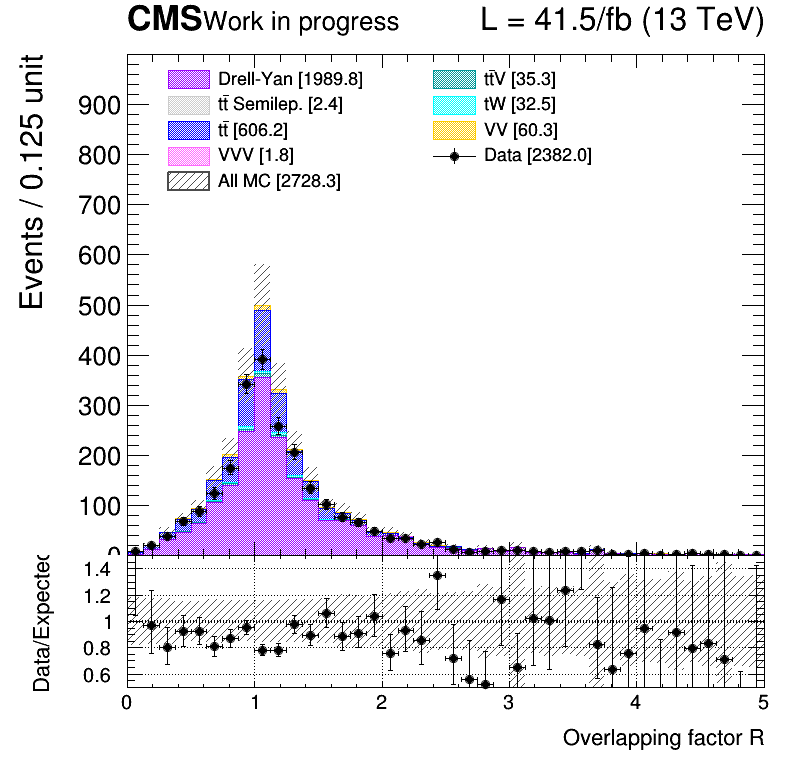 CMS Work in progress L = 41.5/fb (13 TeV)
Events / 0.125 unit
Drell-Yan [1989.8]
tt̄ Semilep. [2.4]
tt̄ [606.2]
VVV [1.8]
All MC [2728.3]
tt̄V [35.3]
tW [32.5]
VV [60.3]
Data [2382.0]
900
800
700
600
500
400
300
200
100
0
Data/Expected
1.4
1.2
1
0.8
0.6
0 1 2 3 4 5
Overlapping factor R